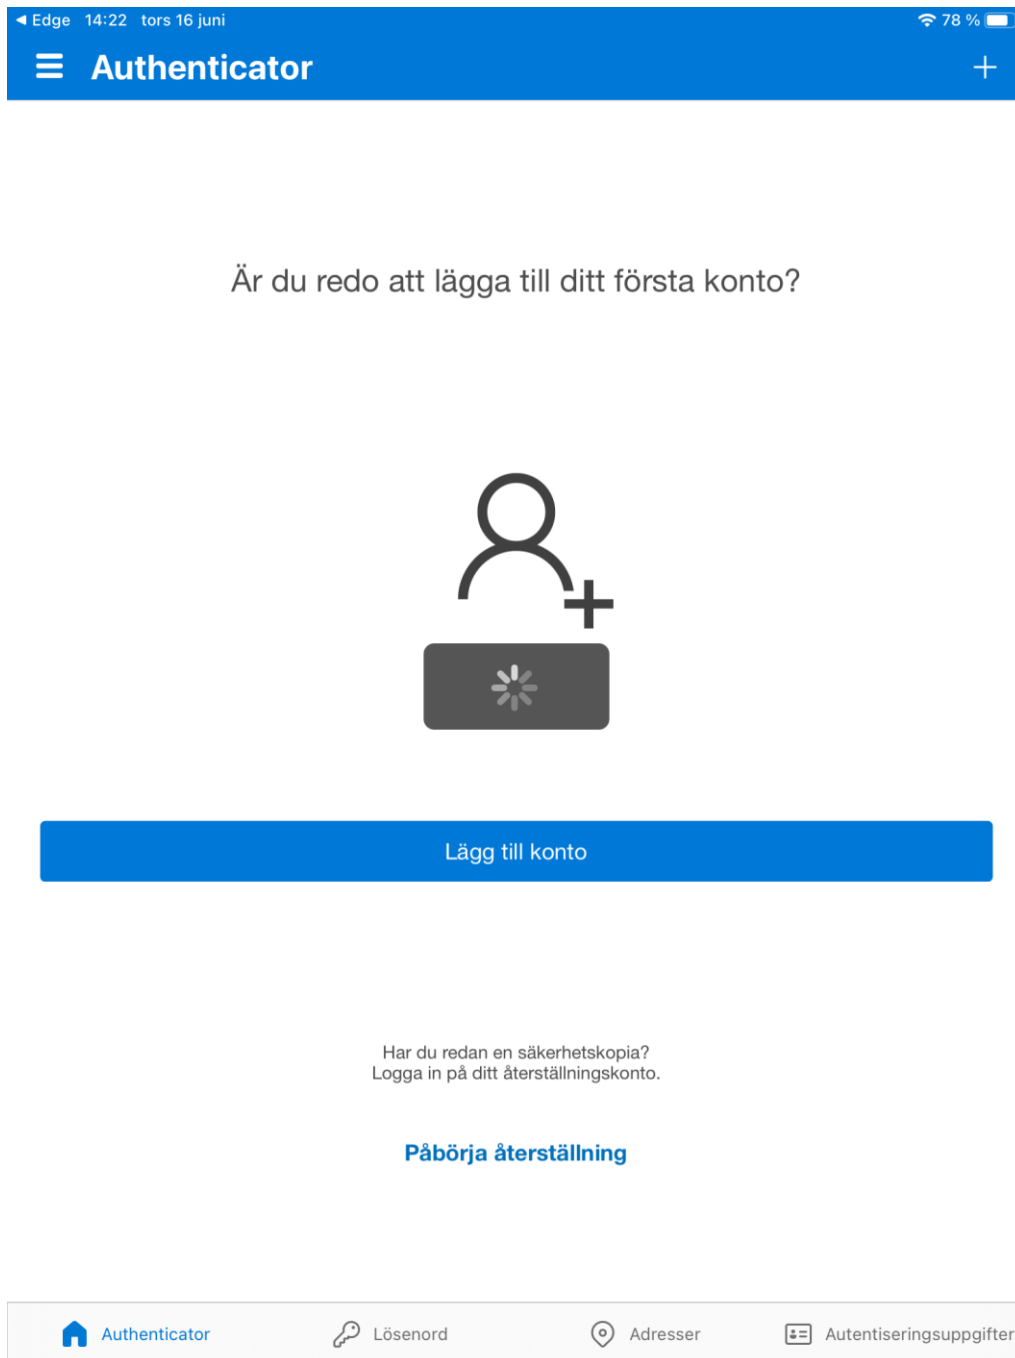 ◀ Edge 14:22 tors 16 juni 78 %
Authenticator
Är du redo att lägga till ditt första konto?
Lägg till konto
Har du redan en säkerhetskopia?
Logga in på ditt återställningskonto.
Påbörja återställning
Authenticator Lösenord Adresser Autentiseringsuppgifter